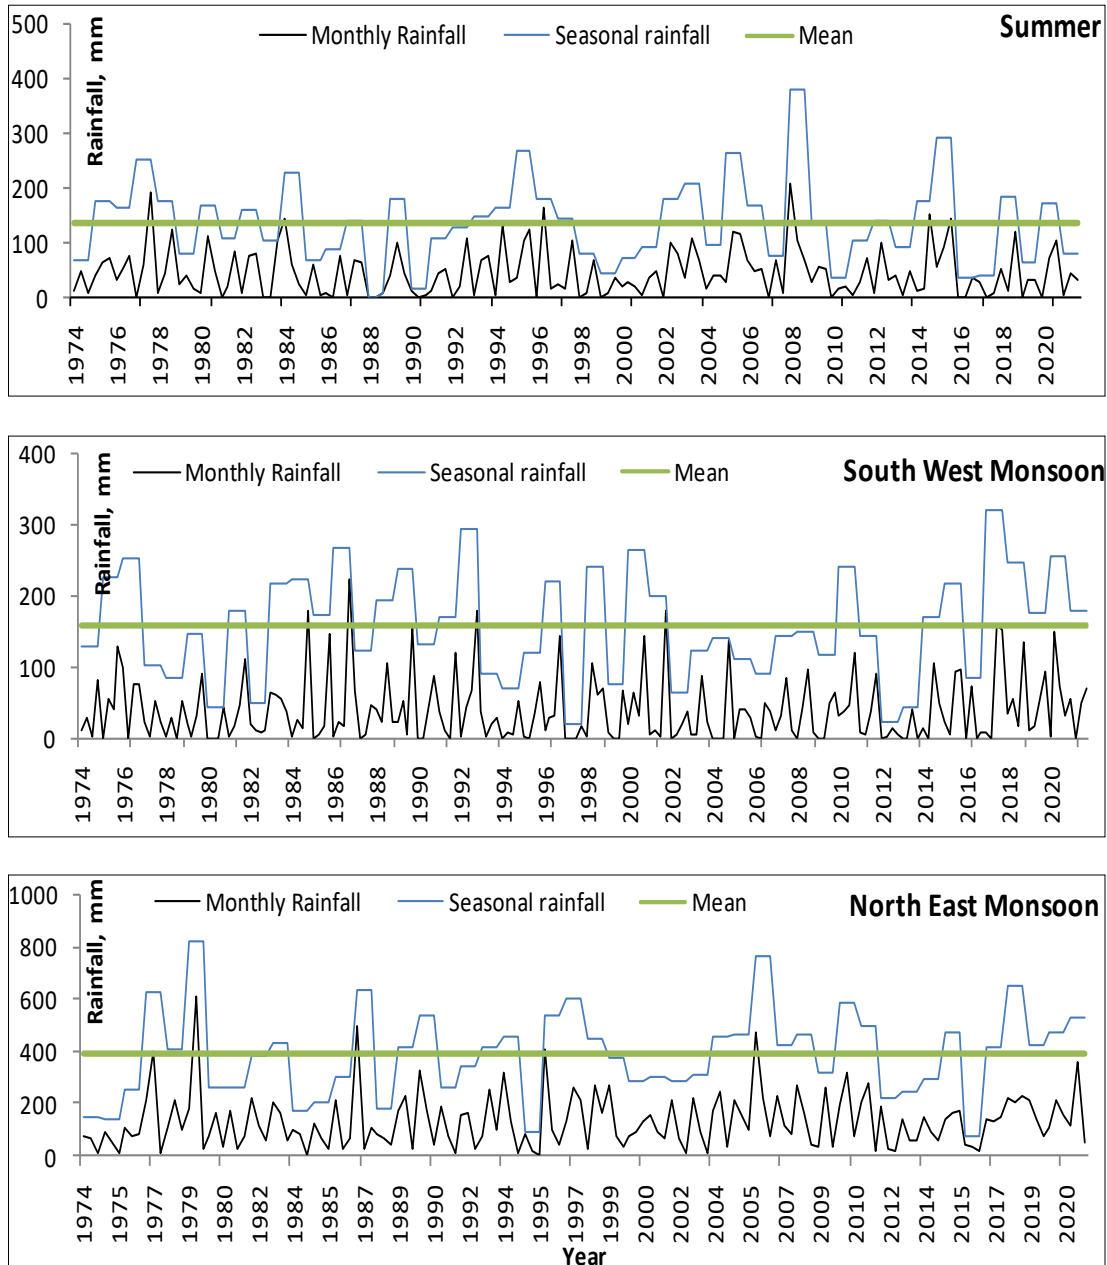 Summer
Monthly Rainfall Seasonal rainfall Mean
Rainfall, mm
500
400
300
200
100
0
1974 1976 1978 1980 1982 1984 1986 1988 1990 1992 1994 1996 1998 2000 2002 2004 2006 2008 2010 2012 2014 2016 2018 2020
South West Monsoon
Monthly Rainfall Seasonal rainfall Mean
Rainfall, mm
400
300
200
100
0
1974 1976 1978 1980 1982 1984 1986 1988 1990 1992 1994 1996 1998 2000 2002 2004 2006 2008 2010 2012 2014 2016 2018 2020
North East Monsoon
Monthly Rainfall Seasonal rainfall Mean
Rainfall, mm
1000
800
600
400
200
0
1974 1975 1977 1979 1980 1982 1984 1985 1987 1989 1990 1992 1994 1995 1997 1999 2000 2002 2004 2005 2007 2009 2010 2012 2014 2015 2017 2019 2020
Year